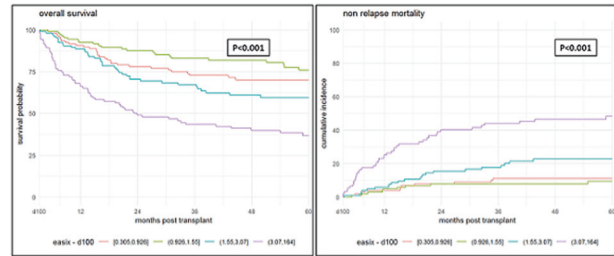 overall survival
P<0.001
survival probability
100
75
50
25
0
d100 12 24 36 48 60
months post transplant
easix - d100 [0.305,0.926] (0.926,1.55] (1.55,3.07] (3.07,164]
non relapse mortality
P<0.001
cumulative incidence
100
80
60
40
20
0
d100 12 24 36 48 60
months post transplant
easix - d100 [0.305,0.926] (0.926,1.55] (1.55,3.07] (3.07,164]